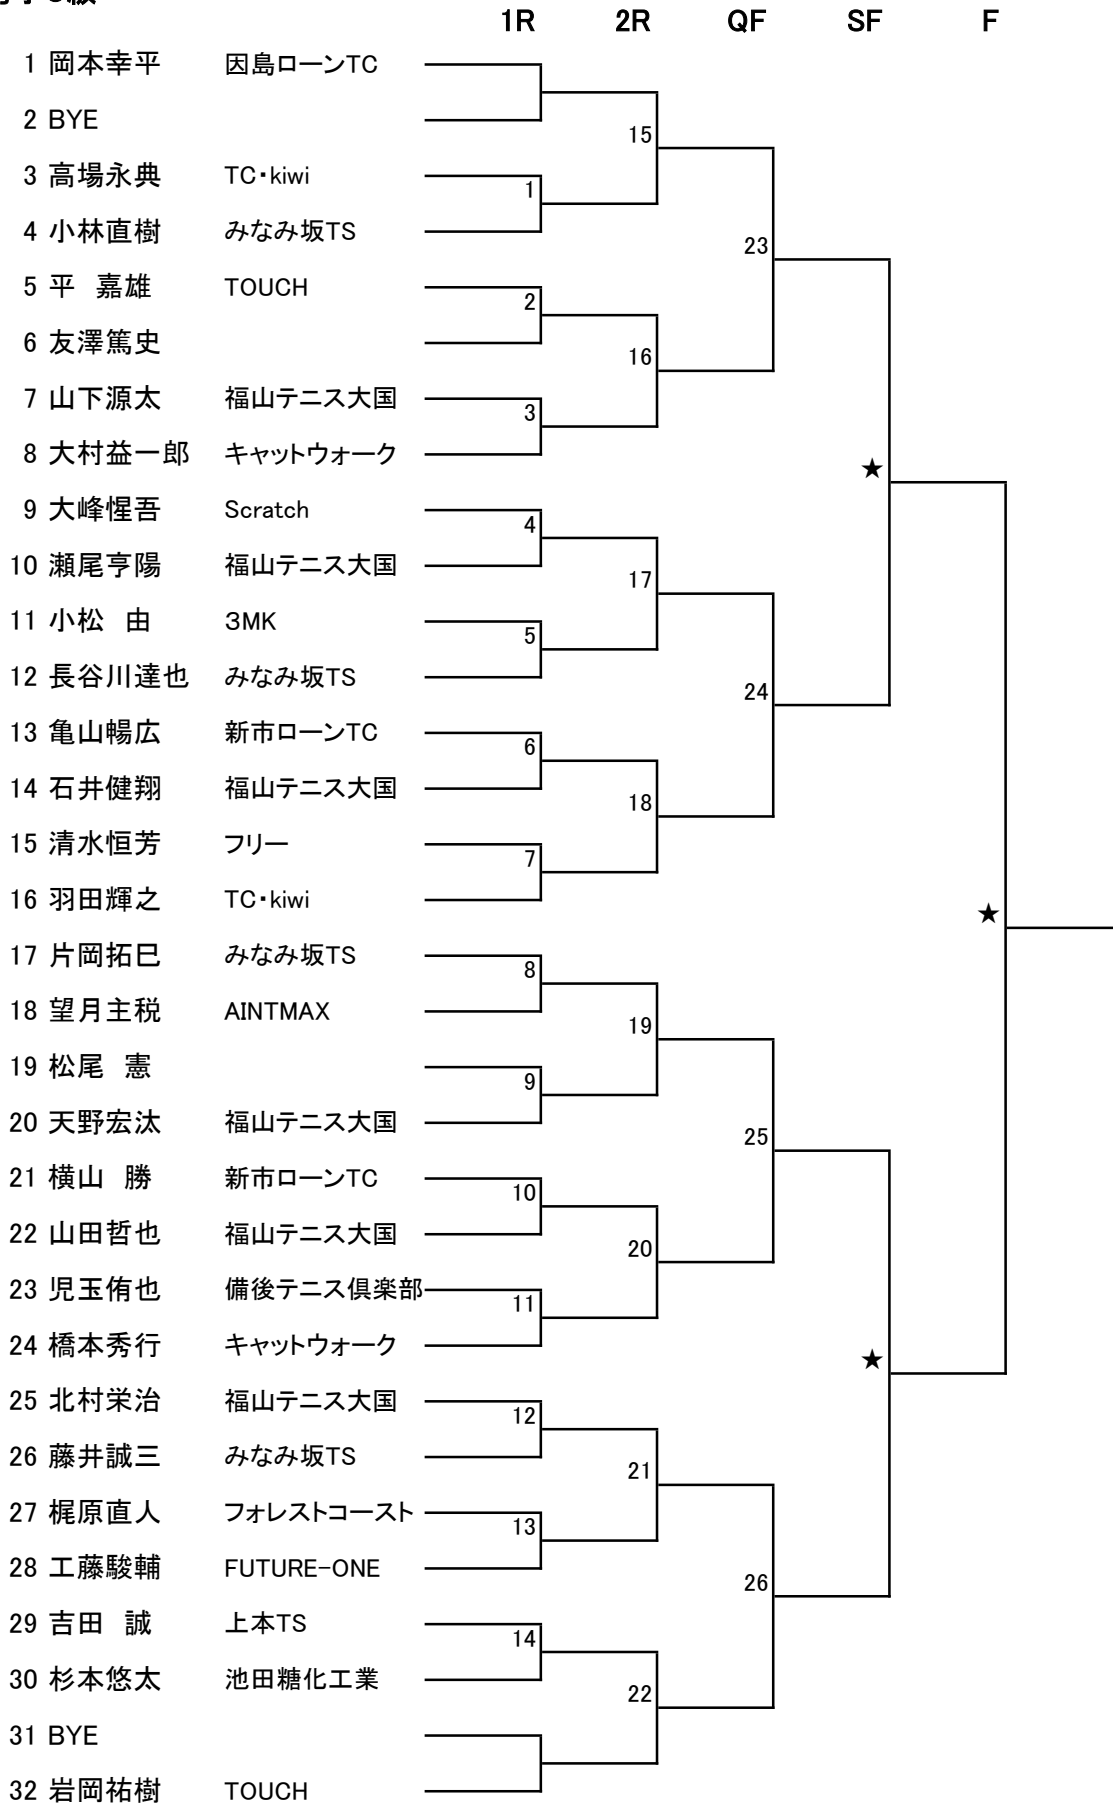 1R 2R QF SF F
1 岡本幸平 因島ローンTC
2 BYE
15
3 高場永典 TC・kiwi
1
4 小林直樹 みなみ坂TS
23
5 平 嘉雄 TOUCH
2
6 友澤篤史
16
7 山下源太 福山テニス大国
3
8 大村益一郎 キャットウォーク
★
9 大峰惺吾 Scratch
4
10 瀬尾亨陽 福山テニス大国
17
11 小松 由 3MK
5
12 長谷川達也 みなみ坂TS
24
13 亀山暢広 新市ローンTC
6
14 石井健翔 福山テニス大国
18
15 清水恒芳 フリー
7
16 羽田輝之 TC・kiwi
★
17 片岡拓巳 みなみ坂TS
8
18 望月主税 AINTMAX
19
19 松尾 憲
9
20 天野宏汰 福山テニス大国
25
21 横山 勝 新市ローンTC
10
22 山田哲也 福山テニス大国
20
23 児玉侑也 備後テニス倶楽部
11
24 橋本秀行 キャットウォーク
★
25 北村栄治 福山テニス大国
12
26 藤井誠三 みなみ坂TS
21
27 梶原直人 フォレストコースト
13
28 工藤駿輔 FUTURE-ONE
26
29 吉田 誠 上本TS
14
30 杉本悠太 池田糖化工業
22
31 BYE
32 岩岡祐樹 TOUCH